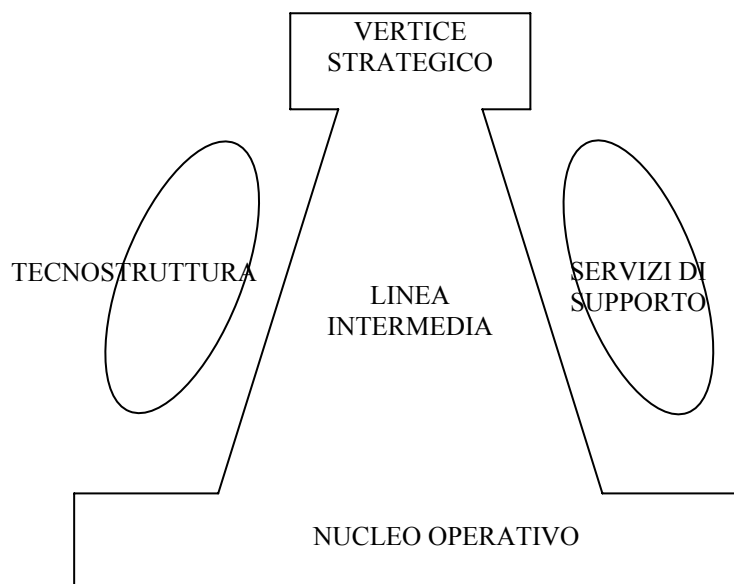 VERTICE
STRATEGICO
TECNOSTRUTTURA
LINEA
INTERMEDIA
SERVIZI DI
SUPPORTO
NUCLEO OPERATIVO